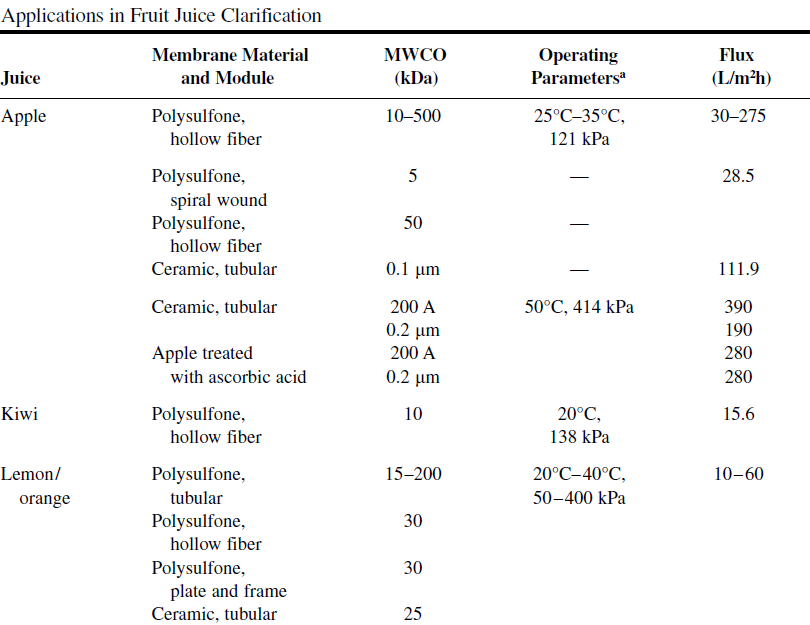 Applications in Fruit Juice Clarification
Membrane Material MWCO Operating Flux
Juice and Module (kDa) Parametersᵃ (L/m²h)
Apple Polysulfone, 10–500 25°C–35°C, 30–275
hollow fiber 121 kPa
Polysulfone, 5 — 28.5
spiral wound
Polysulfone, 50 —
hollow fiber
Ceramic, tubular 0.1 μm — 111.9
Ceramic, tubular 200 A 50°C, 414 kPa 390
0.2 μm 190
Apple treated 200 A 280
with ascorbic acid 0.2 μm 280
Kiwi Polysulfone, 10 20°C, 15.6
hollow fiber 138 kPa
Lemon/ Polysulfone, 15–200 20°C–40°C, 10–60
orange tubular 50–400 kPa
Polysulfone, 30
hollow fiber
Polysulfone, 30
plate and frame
Ceramic, tubular 25